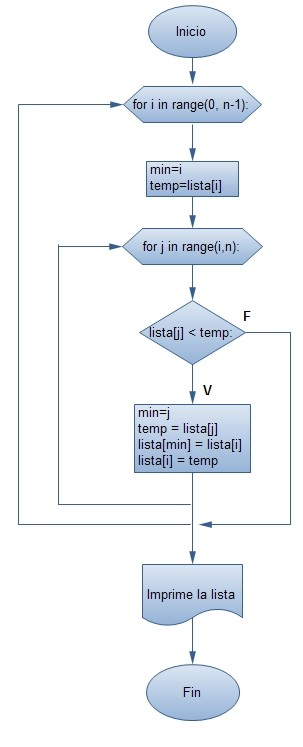 Inicio
for i in range(0, n-1):
min=i
temp=lista[i]
for j in range(i,n):
lista[j] < temp:
F
V
min=j
temp = lista[j]
lista[min] = lista[i]
lista[i] = temp
Imprime la lista
Fin